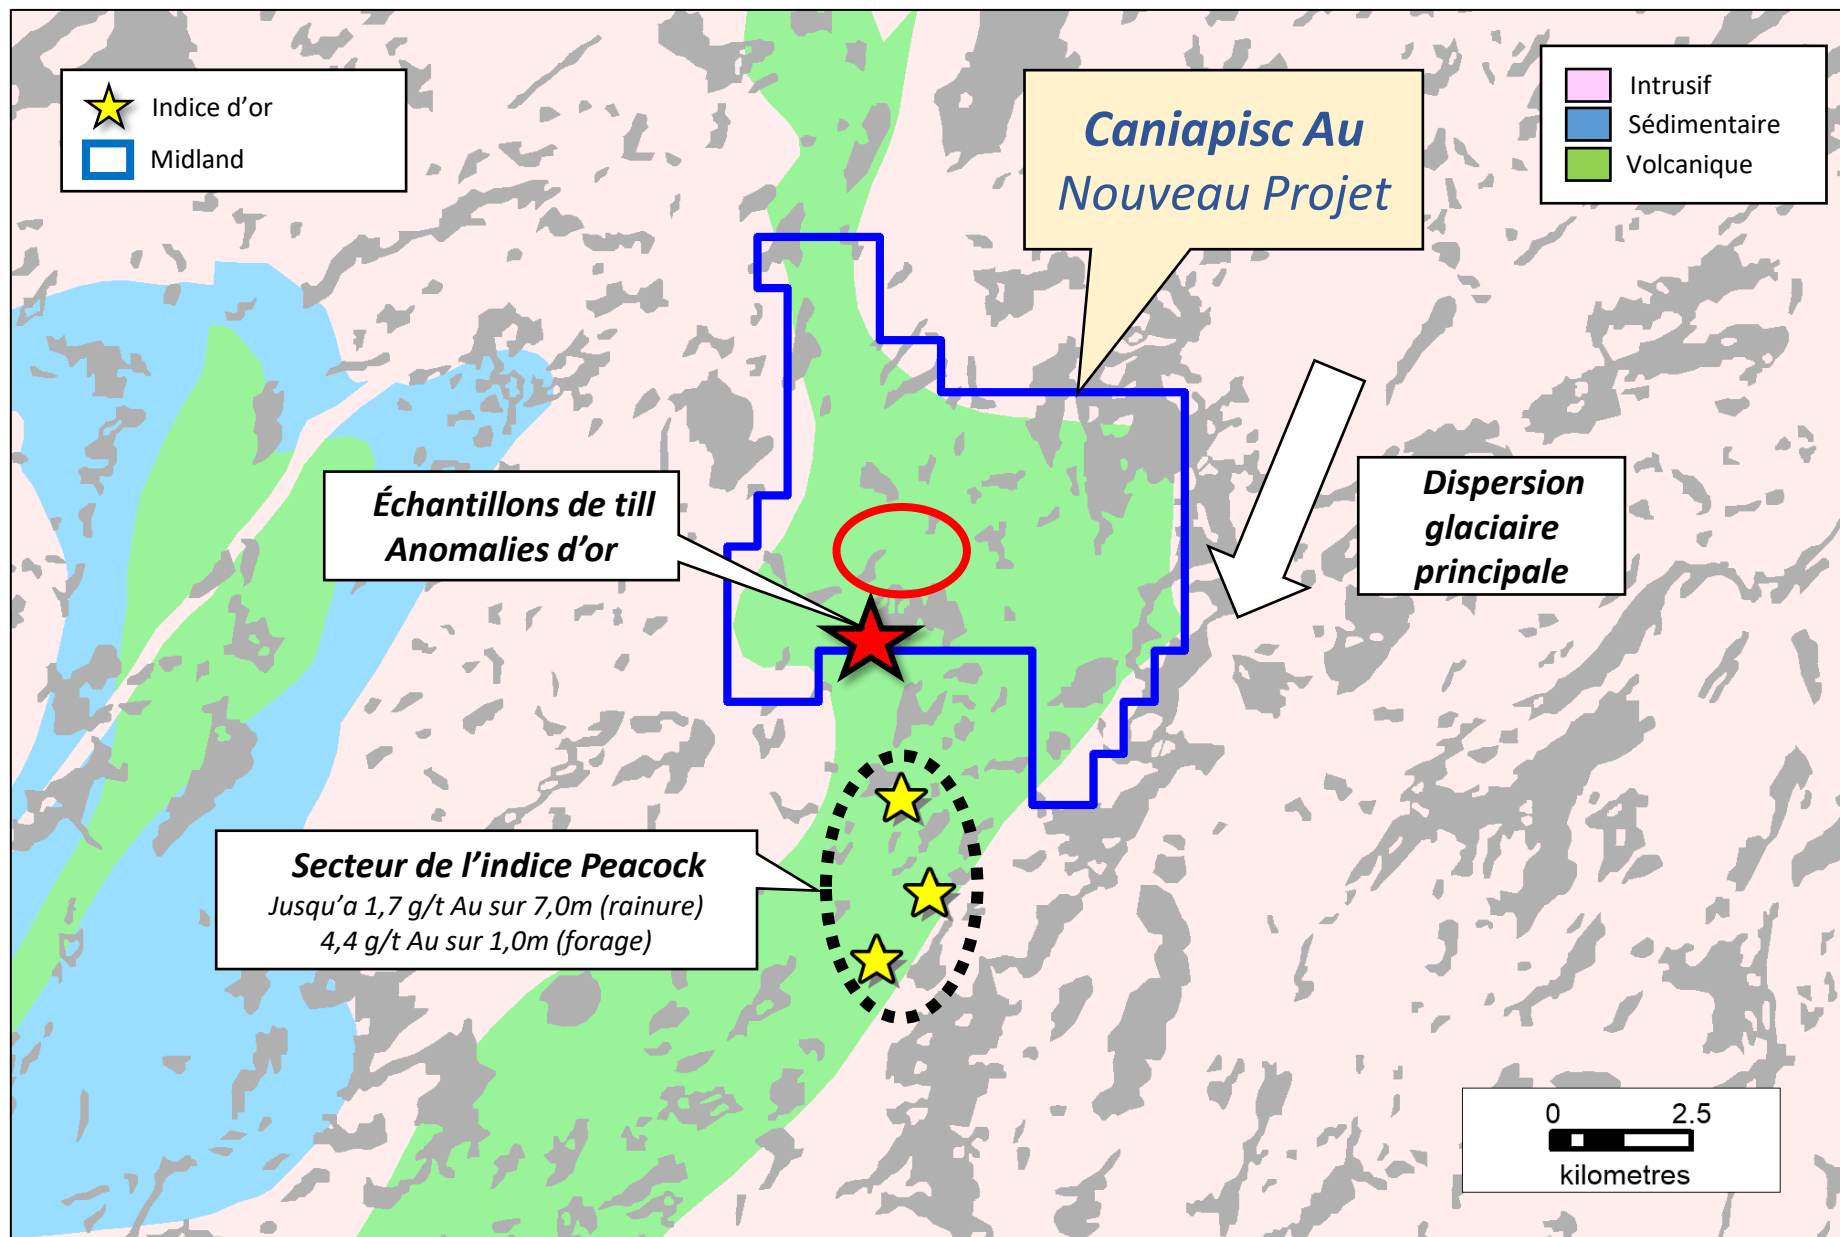 Indice d'or
Midland
Caniapisc Au
Nouveau Projet
Intrusif
Sédimentaire
Volcanique
Échantillons de till
Anomalies d'or
Dispersion
glaciaire
principale
Secteur de l'indice Peacock
Jusqu'a 1,7 g/t Au sur 7,0m (rainure)
4,4 g/t Au sur 1,0m (forage)
0 2.5
kilometres